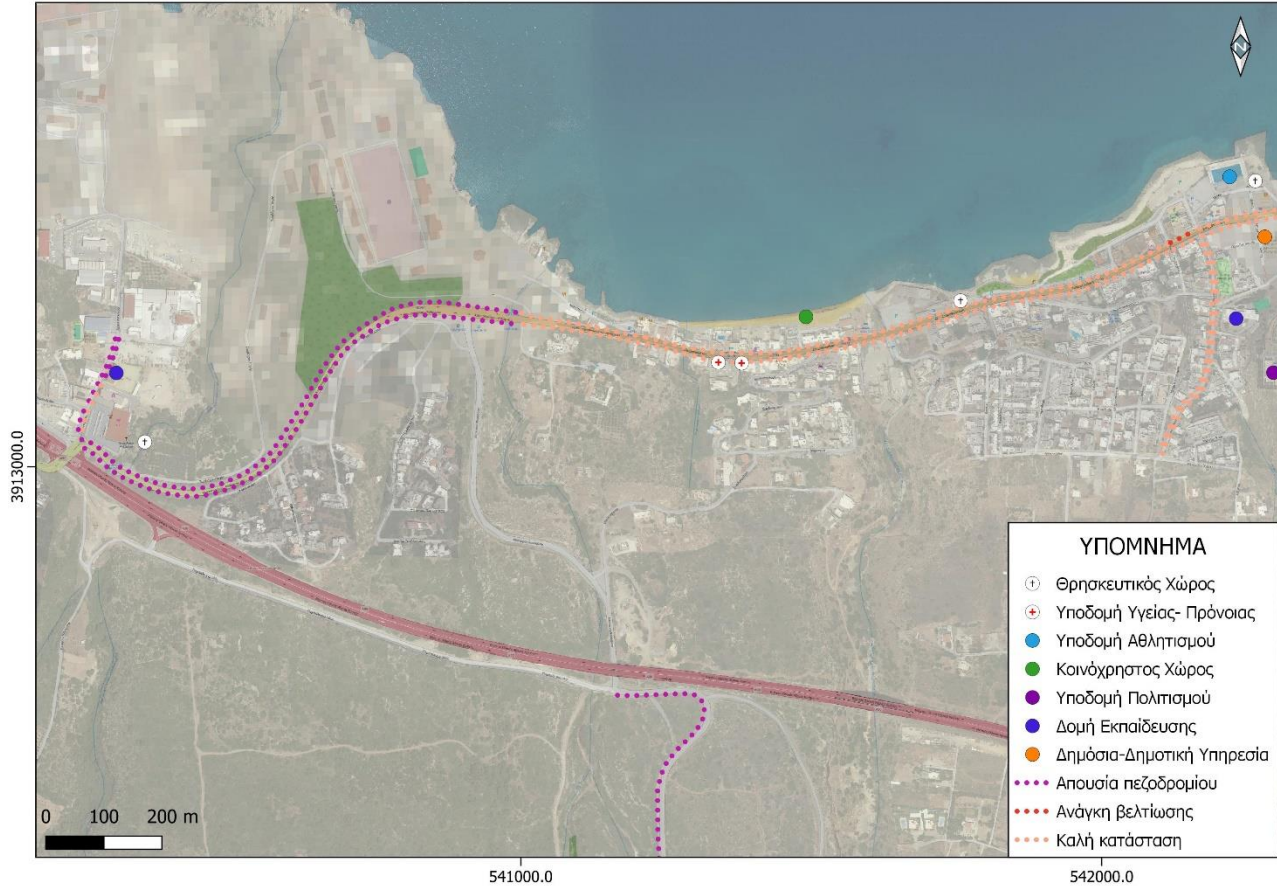 N
3913000.0
ΥΠΟΜΝΗΜΑ
Θρησκευτικός Χώρος
Υποδομή Υγείας- Πρόνοιας
Υποδομή Αθλητισμού
Κοινόχρηστος Χώρος
Υποδομή Πολιτισμού
Δομή Εκπαίδευσης
Δημόσια-Δημοτική Υπηρεσία
Απουσία πεζοδρομίου
Ανάγκη βελτίωσης
Καλή κατάσταση
0 100 200 m
541000.0 542000.0